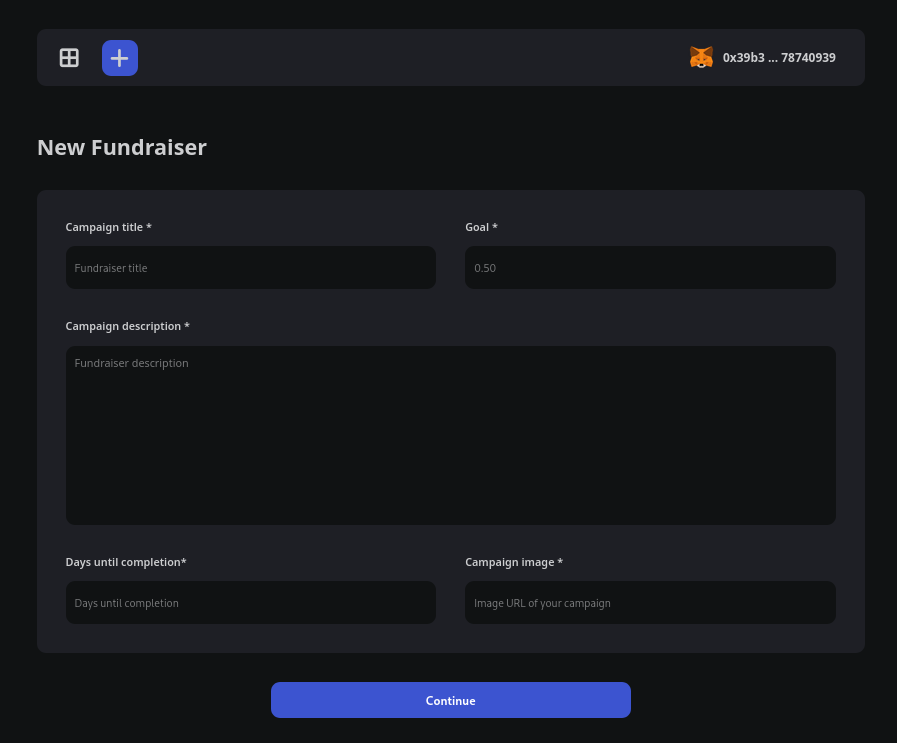 0x39b3 ... 78740939
New Fundraiser
Campaign title *
Goal *
Fundraiser title
0.50
Campaign description *
Fundraiser description
Days until completion*
Campaign image *
Days until completion
Image URL of your campaign
Continue